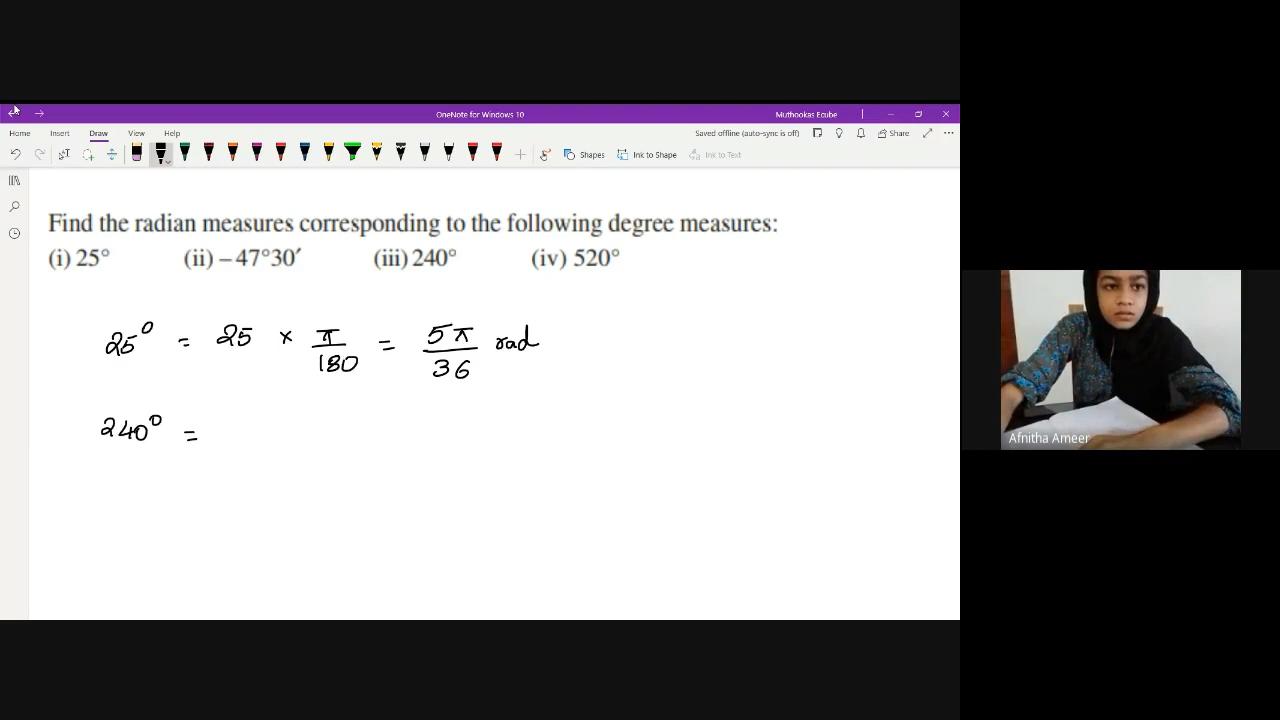 OneNote for Windows 10
Muthookas Ecube
Home Insert Draw View Help
Saved offline (auto-sync is off) Share
Shapes Ink to Shape Ink to Text
Find the radian measures corresponding to the following degree measures:
(i) 25° (ii) – 47°30′ (iii) 240° (iv) 520°
25° = 25 × π/180 = 5π/36 rad
240° =
Afnitha Ameer